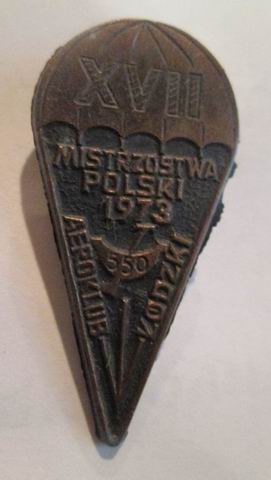 XVII
MISTRZOSTWA
POLSKI
1973
550
AEROKLUB
ŁÓDZKI